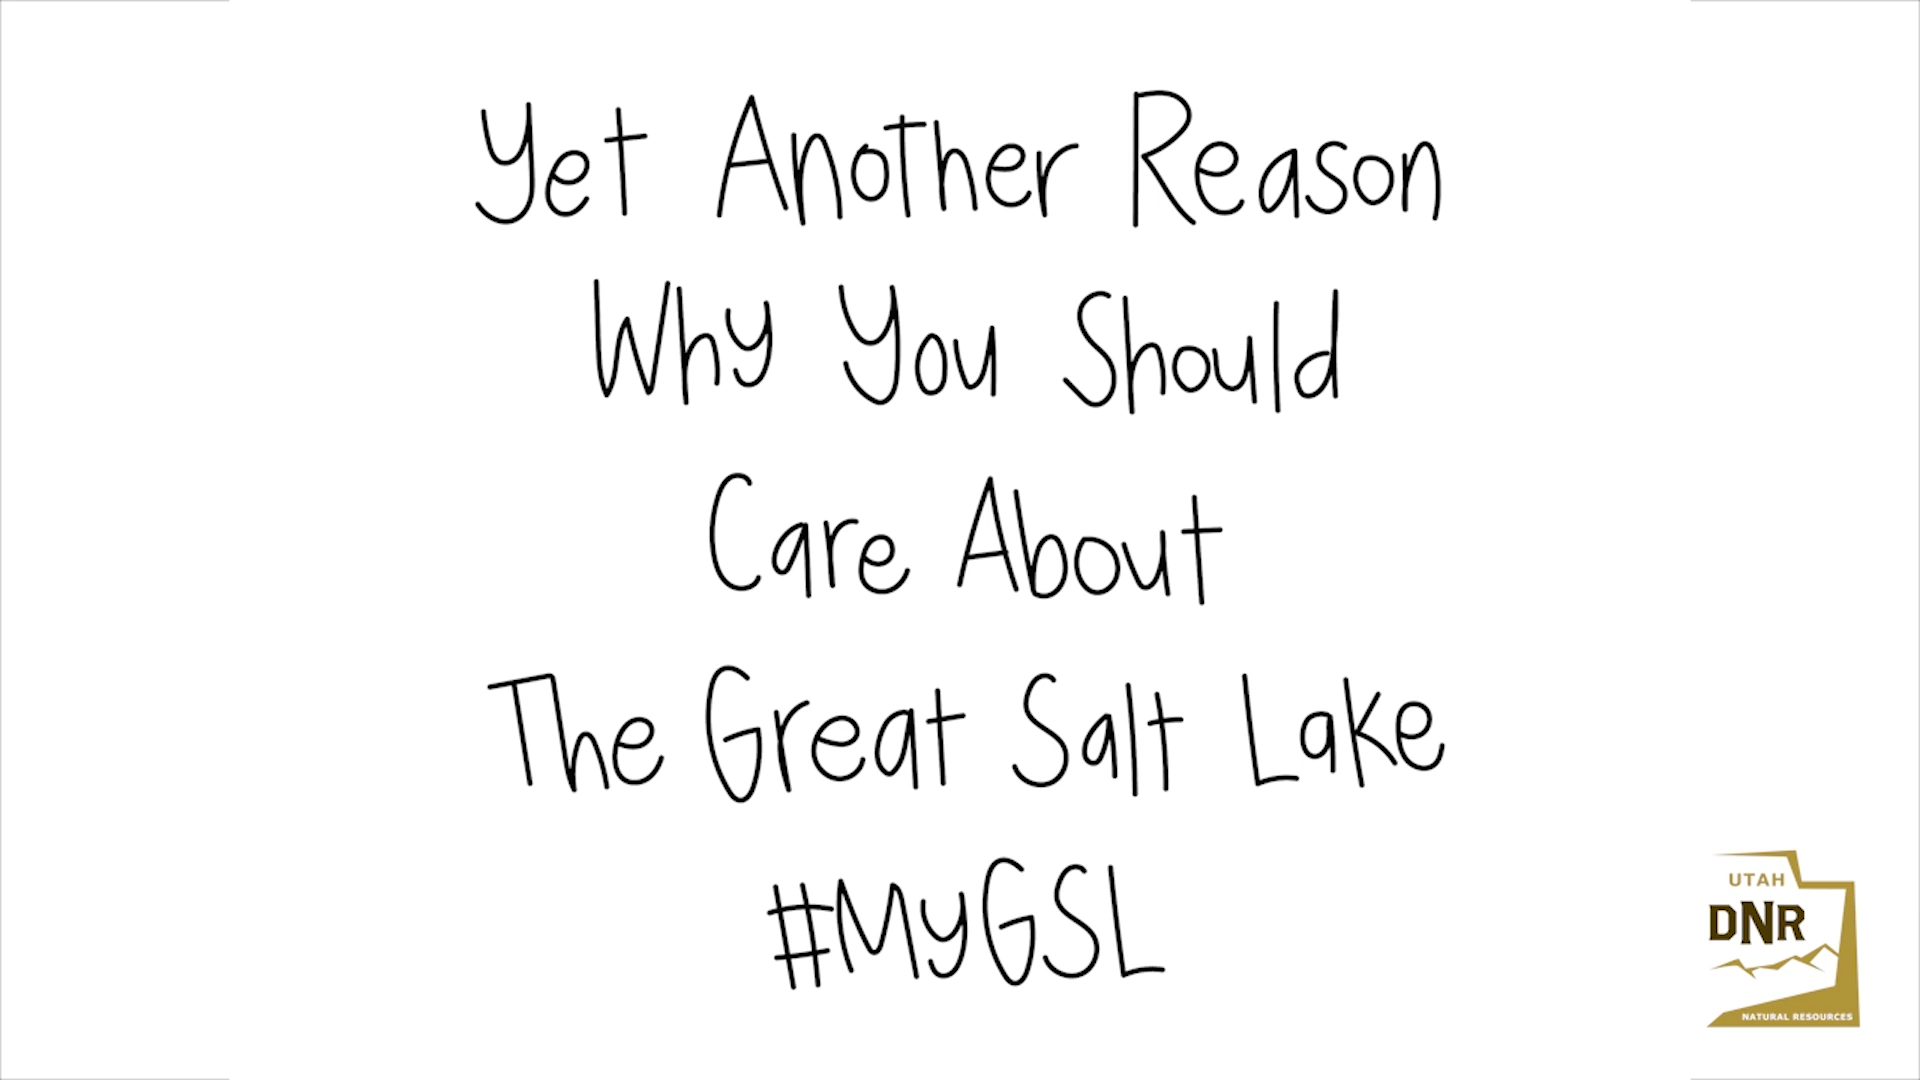 Yet Another Reason
Why You Should
Care About
The Great Salt Lake
#MyGSL
UTAH
DNR
NATURAL RESOURCES